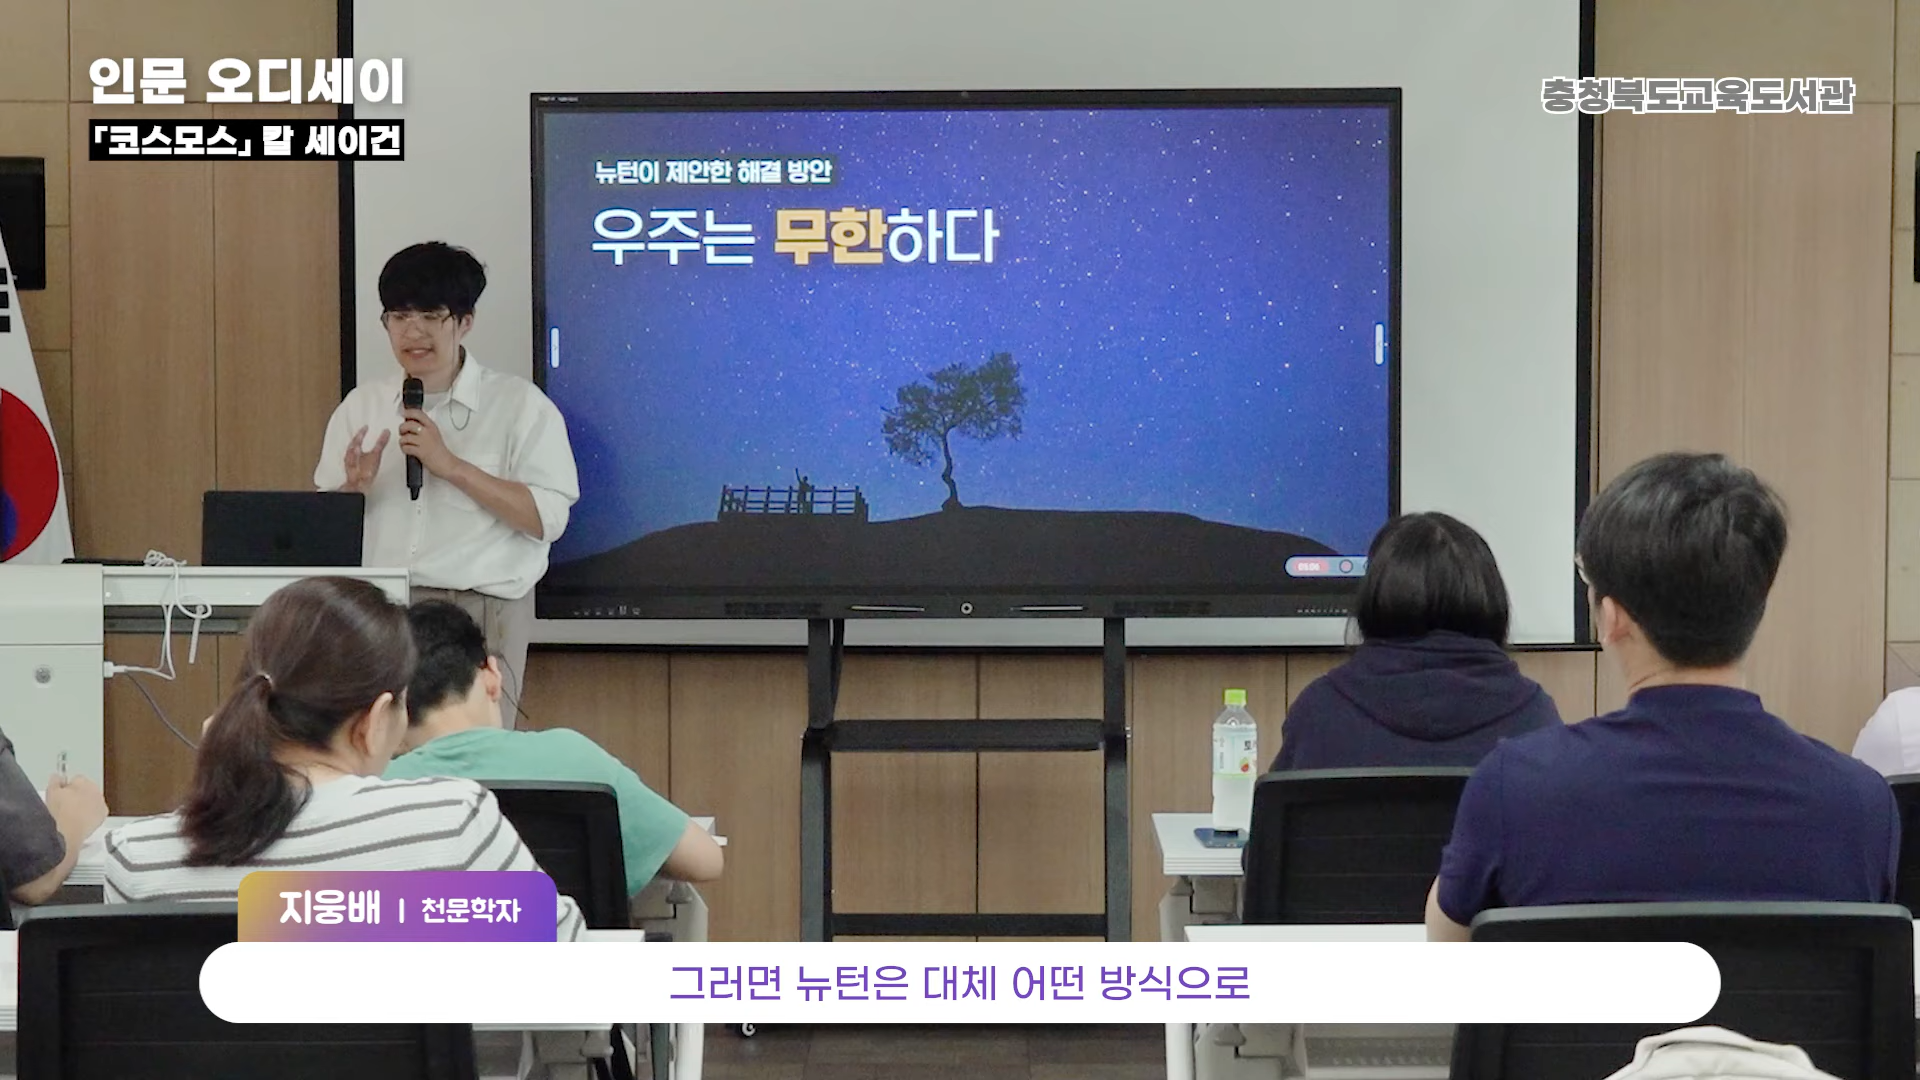 인문 오디세이
「코스모스」 칼 세이건
충청북도교육도서관
뉴턴이 제안한 해결 방안
우주는 무한하다
지웅배 | 천문학자
그러면 뉴턴은 대체 어떤 방식으로